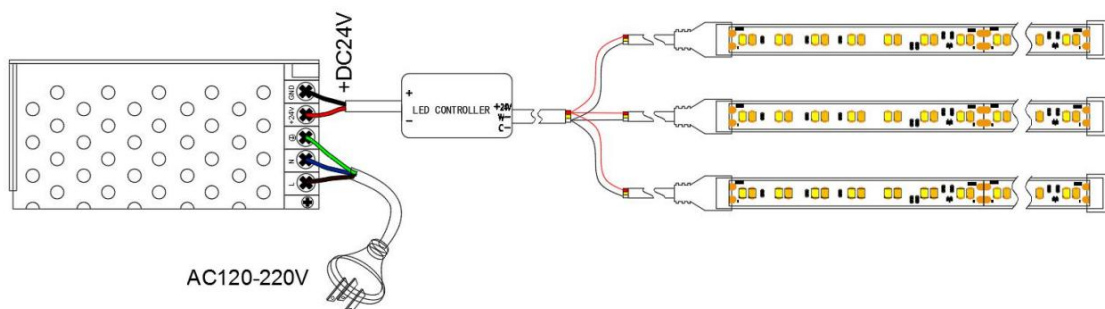 +DC24V
GND
+24V
N
L
+
LED CONTROLLER
-
+24V
W-
C-
AC120-220V